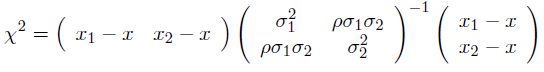 χ² = ( x₁ − x   x₂ − x ) ( σ₁²   ρσ₁σ₂ ; ρσ₁σ₂   σ₂² )⁻¹ ( x₁ − x ; x₂ − x )